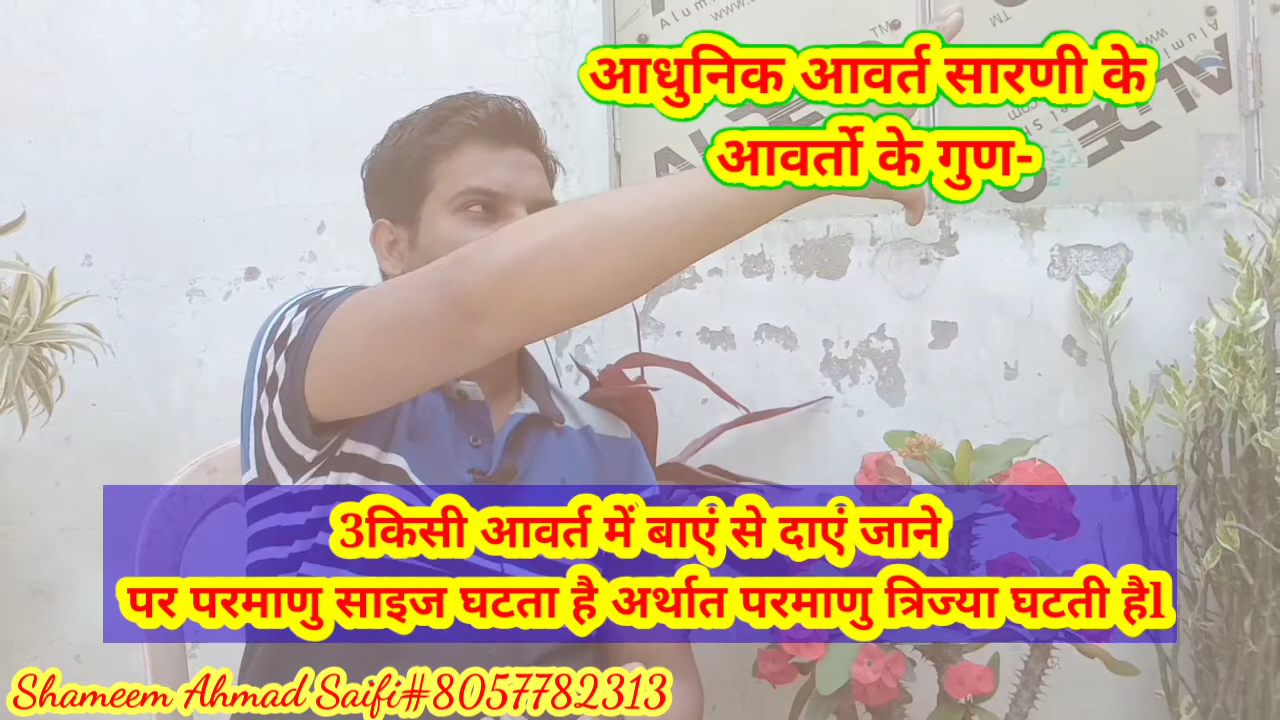 आधुनिक आवर्त सारणी के
आवर्तो के गुण-
3किसी आवर्त में बाएं से दाएं जाने
पर परमाणु साइज घटता है अर्थात परमाणु त्रिज्या घटती है1
Shameem Ahmad Saifi#8057782313